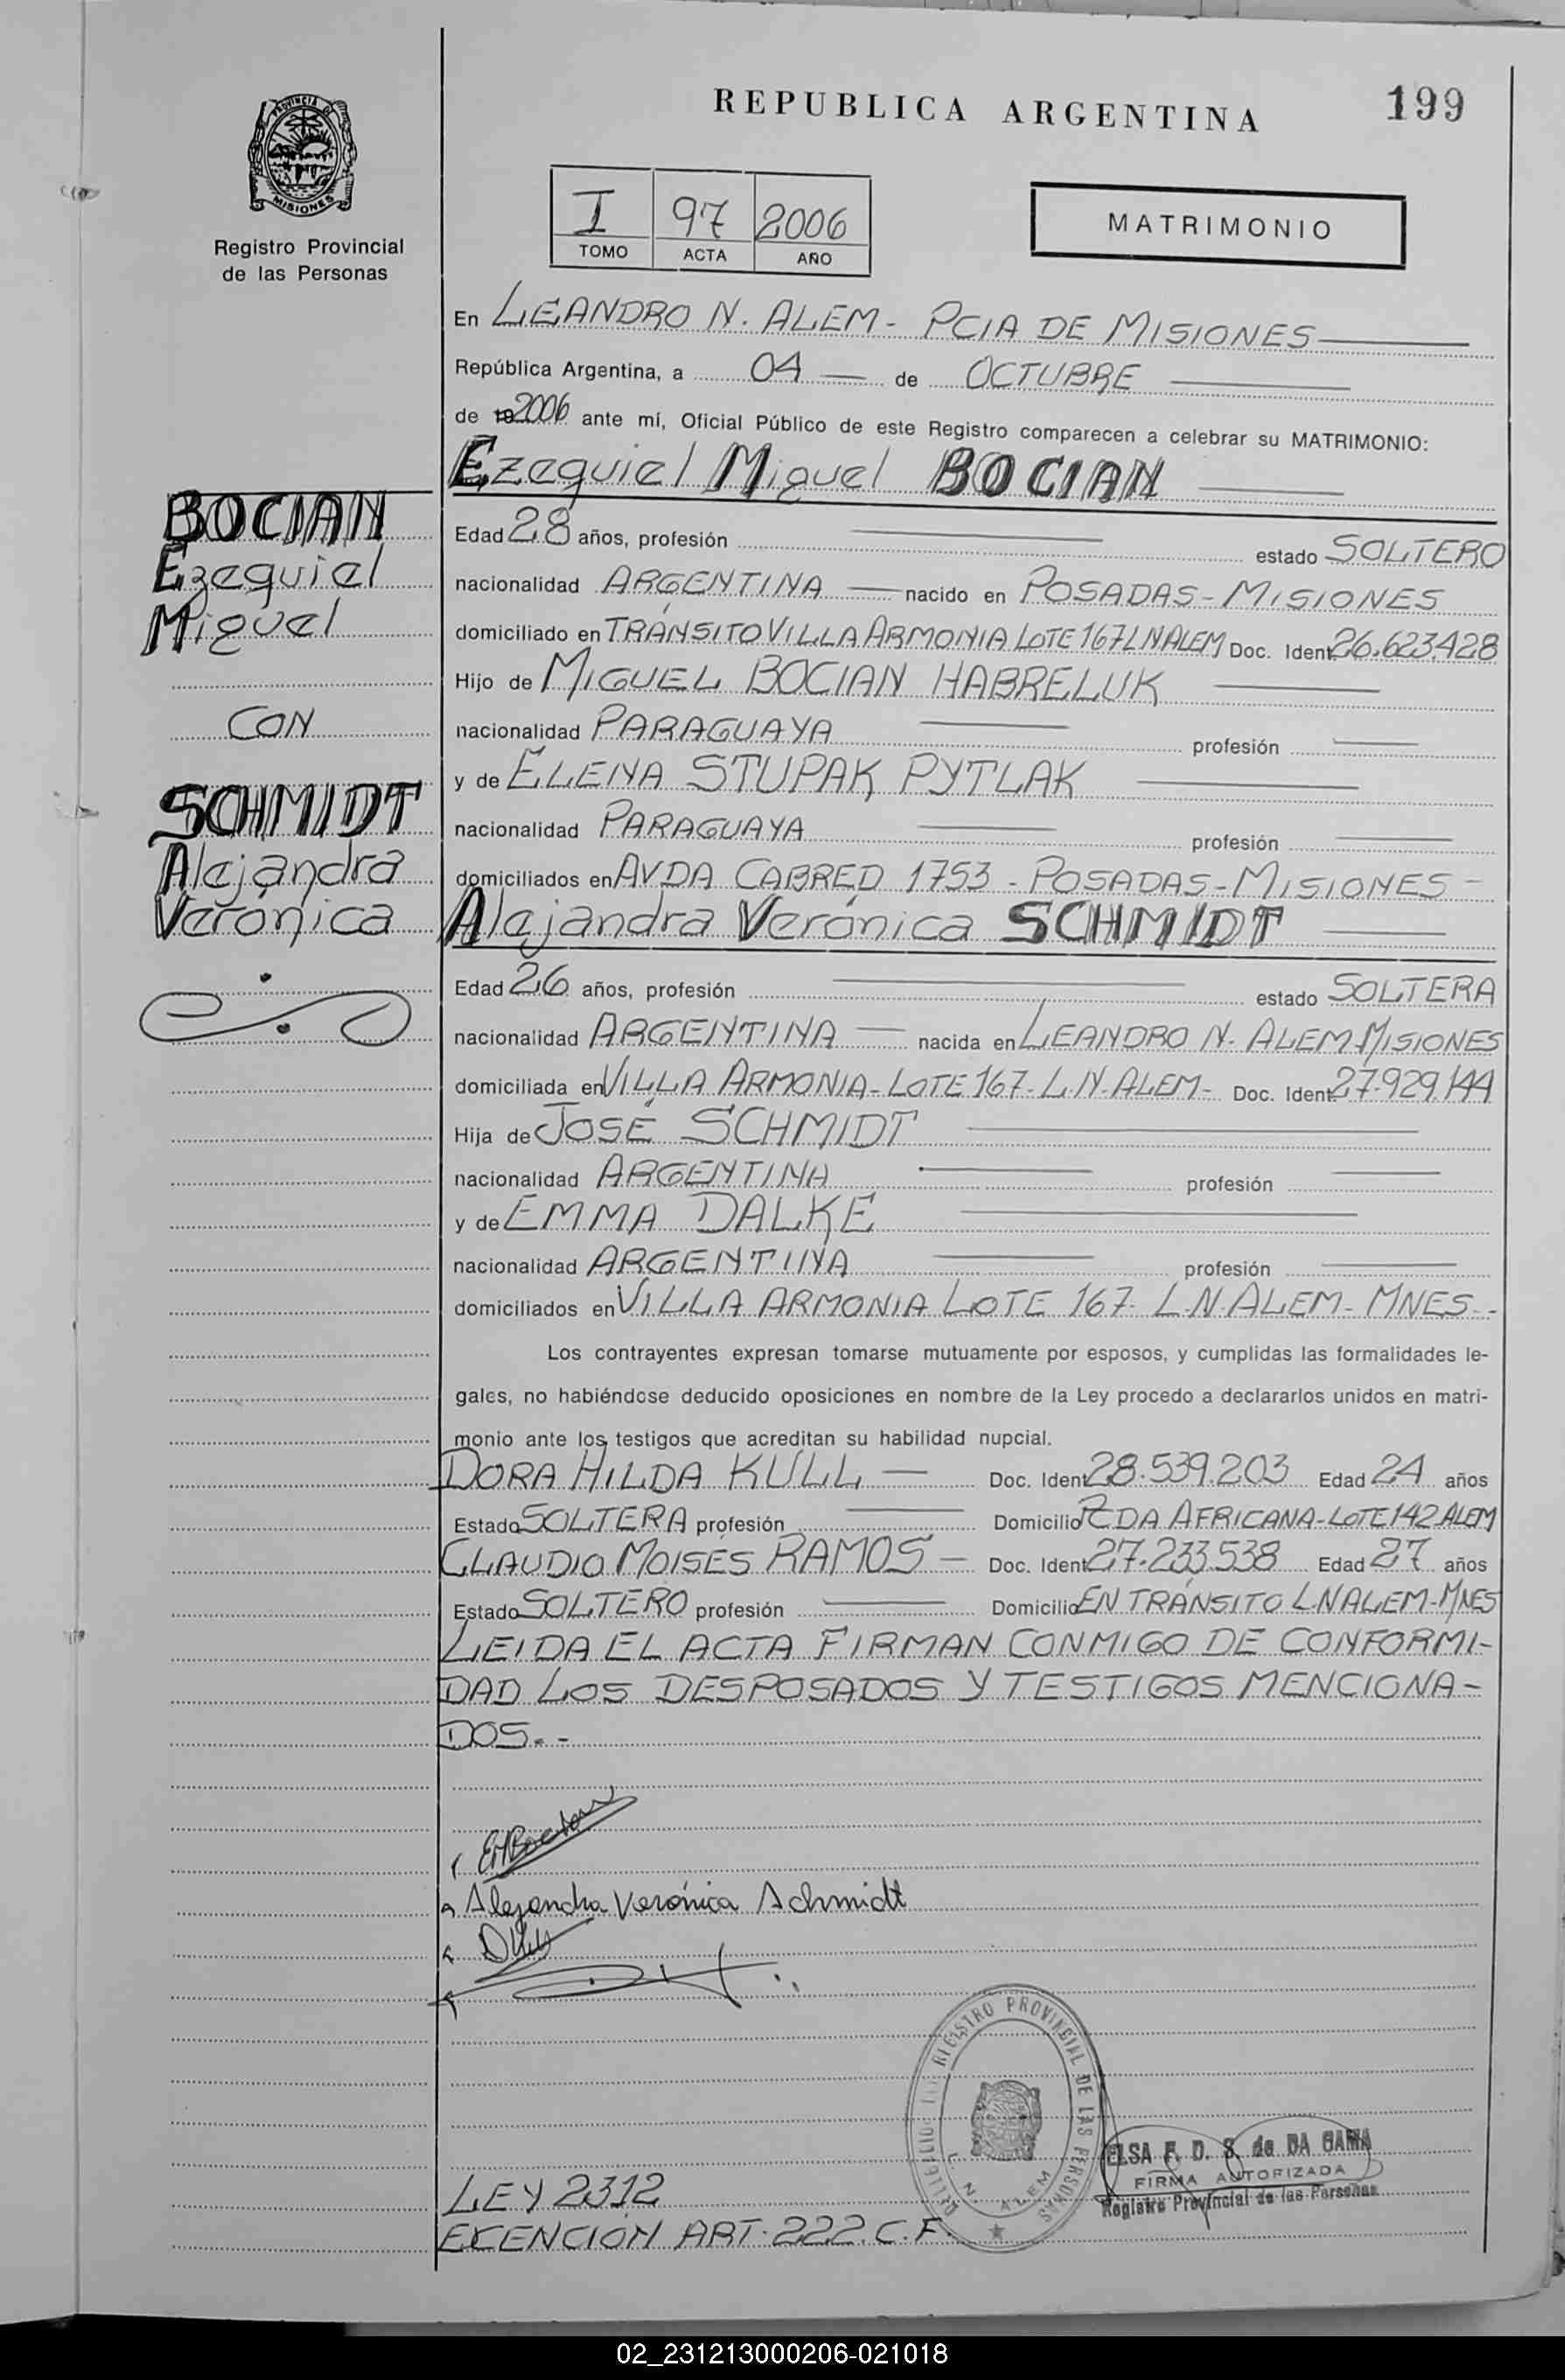 REPUBLICA ARGENTINA
199
PROVINCIA DE
MISIONES
Registro Provincial
de las Personas
I 97 2006
TOMO ACTA AÑO
MATRIMONIO
En LEANDRO N. ALEM - PCIA DE MISIONES
República Argentina, a 04 de OCTUBRE
de 19 2006 ante mí, Oficial Público de este Registro comparecen a celebrar su MATRIMONIO:
Ezequiel Miguel BOCIAN
BOCIAN
Ezequiel
Miguel
CON
SCHMIDT
Alejandra
Verónica
Edad 28 años, profesión estado SOLTERO
nacionalidad ARGENTINA nacido en POSADAS - MISIONES
domiciliado en TRÁNSITO VILLA ARMONIA LOTE 167 L N ALEM Doc. Ident. 26.623.428
Hijo de MIGUEL BOCIAN HABRELUK
nacionalidad PARAGUAYA profesión
y de ELENA STUPAK PYTLAK
nacionalidad PARAGUAYA profesión
domiciliados en AVDA CABRED 1753 - POSADAS - MISIONES -
Alejandra Verónica SCHMIDT
Edad 26 años, profesión estado SOLTERA
nacionalidad ARGENTINA nacida en LEANDRO N. ALEM MISIONES
domiciliada en VILLA ARMONIA - LOTE 167 - L.N. ALEM - Doc. Ident. 27.929.144
Hija de JOSÉ SCHMIDT
nacionalidad ARGENTINA profesión
y de EMMA DALKE
nacionalidad ARGENTINA profesión
domiciliados en VILLA ARMONIA LOTE 167 - L.N. ALEM - MNES. -
Los contrayentes expresan tomarse mutuamente por esposos, y cumplidas las formalidades le-
gales, no habiéndose deducido oposiciones en nombre de la Ley procedo a declararlos unidos en matri-
monio ante los testigos que acreditan su habilidad nupcial.
DORA HILDA KULL - Doc. Ident. 28.539.203 Edad 24 años
Estado SOLTERA profesión Domicilio PCDA AFRICANA - LOTE 142 ALEM
CLAUDIO MOISÉS RAMOS - Doc. Ident. 27.233.538 Edad 27 años
Estado SOLTERO profesión Domicilio EN TRÁNSITO L.N ALEM - MNES
LEIDA EL ACTA FIRMAN CONMIGO DE CONFORMI-
DAD LOS DESPOSADOS Y TESTIGOS MENCIONA-
DOS. -
Alejandra Verónica Schmidt
REGISTRO PROVINCIAL DE LAS PERSONAS
L. N. ALEM
ELSA F. D. S. de DA GAMA
FIRMA AUTORIZADA
Registro Provincial de las Personas
LEY 2312
EXENCIÓN ART. 222. C. F.
02_231213000206-021018